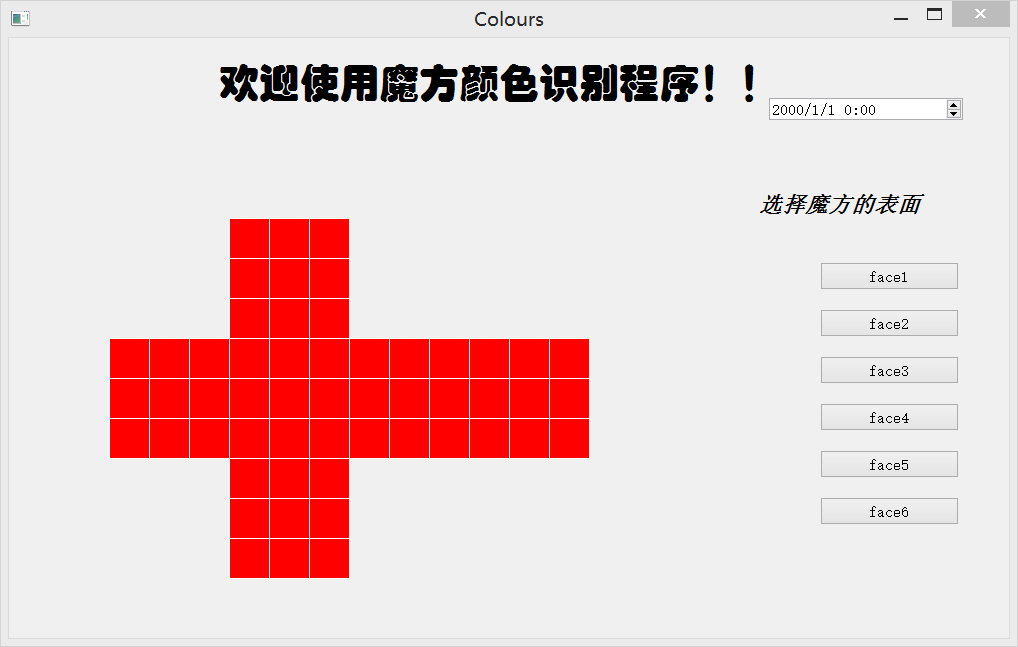 Colours
欢迎使用魔方颜色识别程序！！
2000/1/1 0:00
选择魔方的表面
face1
face2
face3
face4
face5
face6